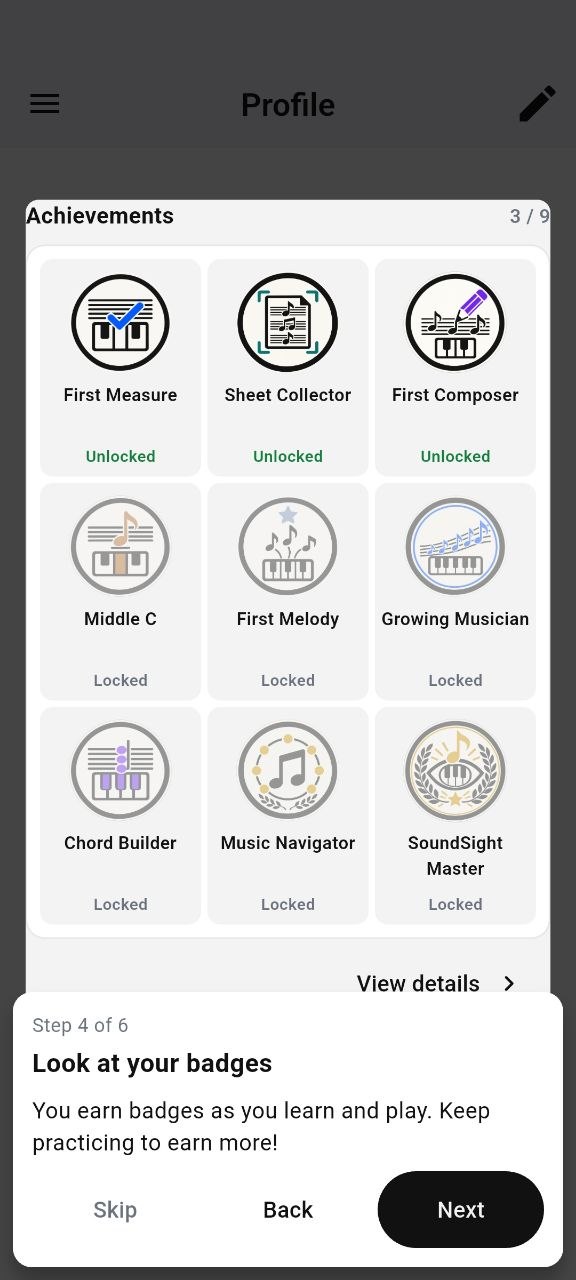 Profile
Achievements
3 / 9
First Measure
Sheet Collector
First Composer
Unlocked
Unlocked
Unlocked
Middle C
First Melody
Growing Musician
Locked
Locked
Locked
Chord Builder
Music Navigator
SoundSight
Master
Locked
Locked
Locked
View details
Step 4 of 6
Look at your badges
You earn badges as you learn and play. Keep
practicing to earn more!
Skip
Back
Next